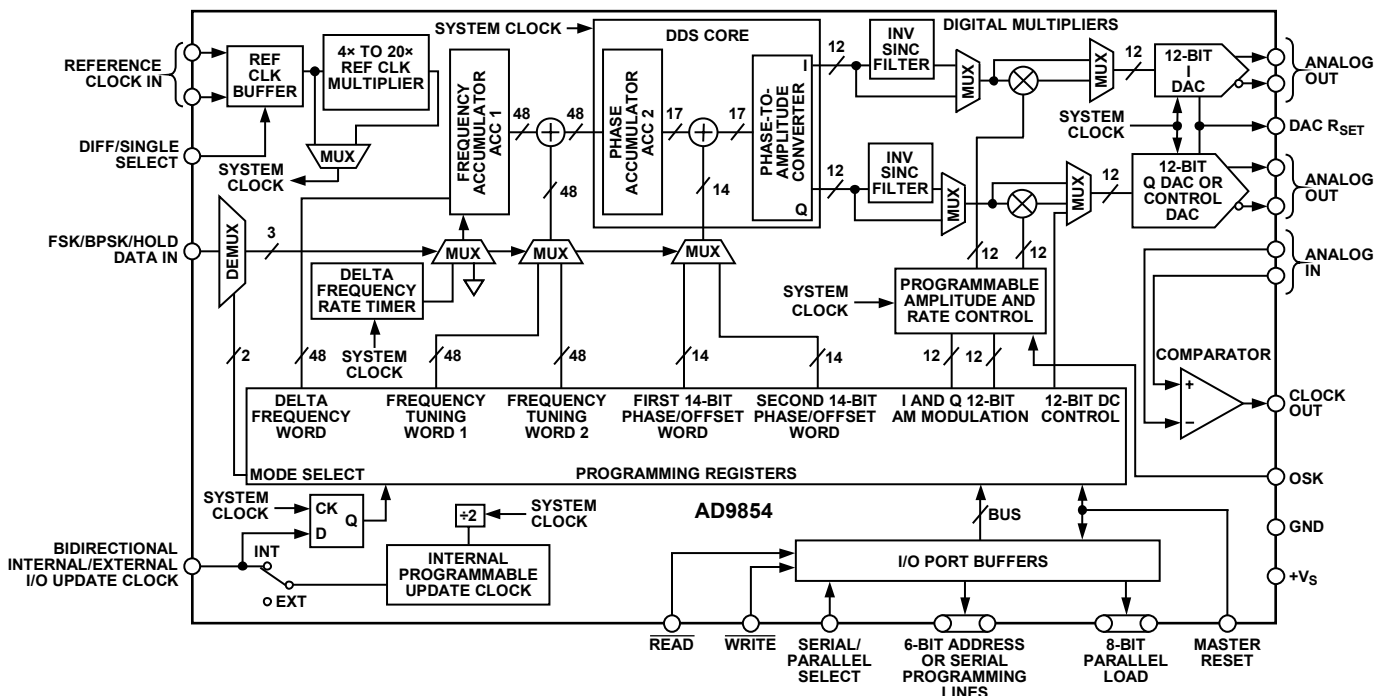 SYSTEM CLOCK
DIGITAL MULTIPLIERS
REFERENCE
CLOCK IN
REF
CLK
BUFFER
4× TO 20×
REF CLK
MULTIPLIER
FREQUENCY
ACCUMULATOR
ACC 1
DDS CORE
PHASE
ACCUMULATOR
ACC 2
PHASE-TO-
AMPLITUDE
CONVERTER
I
Q
48
48
17
17
12
INV
SINC
FILTER
MUX
MUX
12
12-BIT
I
DAC
ANALOG
OUT
DIFF/SINGLE
SELECT
MUX
SYSTEM
CLOCK
48
14
12
INV
SINC
FILTER
MUX
MUX
12
SYSTEM
CLOCK
DAC RSET
12-BIT
Q DAC OR
CONTROL
DAC
ANALOG
OUT
FSK/BPSK/HOLD
DATA IN
DEMUX
3
MUX
MUX
MUX
12
12
ANALOG
IN
DELTA
FREQUENCY
RATE TIMER
SYSTEM
CLOCK
PROGRAMMABLE
AMPLITUDE AND
RATE CONTROL
SYSTEM
CLOCK
2
48
48
48
14
14
12
12
COMPARATOR
+
−
CLOCK
OUT
DELTA
FREQUENCY
WORD
FREQUENCY
TUNING
WORD 1
FREQUENCY
TUNING
WORD 2
FIRST 14-BIT
PHASE/OFFSET
WORD
SECOND 14-BIT
PHASE/OFFSET
WORD
I AND Q 12-BIT
AM MODULATION
12-BIT DC
CONTROL
MODE SELECT
PROGRAMMING REGISTERS
OSK
SYSTEM
CLOCK
CK
Q
D
÷2
SYSTEM
CLOCK
AD9854
BUS
GND
BIDIRECTIONAL
INTERNAL/EXTERNAL
I/O UPDATE CLOCK
INT
EXT
INTERNAL
PROGRAMMABLE
UPDATE CLOCK
I/O PORT BUFFERS
+VS
READ
WRITE
SERIAL/
PARALLEL
SELECT
6-BIT ADDRESS
OR SERIAL
PROGRAMMING
LINES
8-BIT
PARALLEL
LOAD
MASTER
RESET